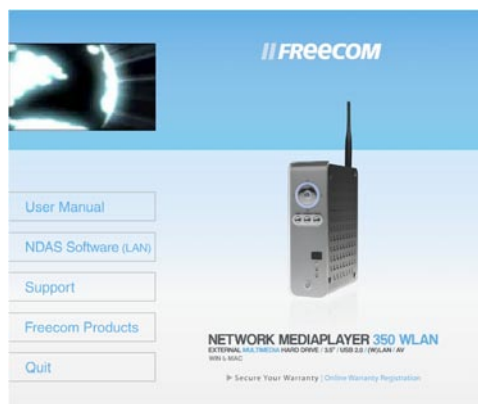 FREECOM
User Manual
NDAS Software (LAN)
Support
Freecom Products
Quit
NETWORK MEDIAPLAYER 350 WLAN
EXTERNAL MULTIMEDIA HARD DRIVE / 3.5" / USB 2.0 / (W)LAN / AV
WIN & MAC
Secure Your Warranty | Online Warranty Registration